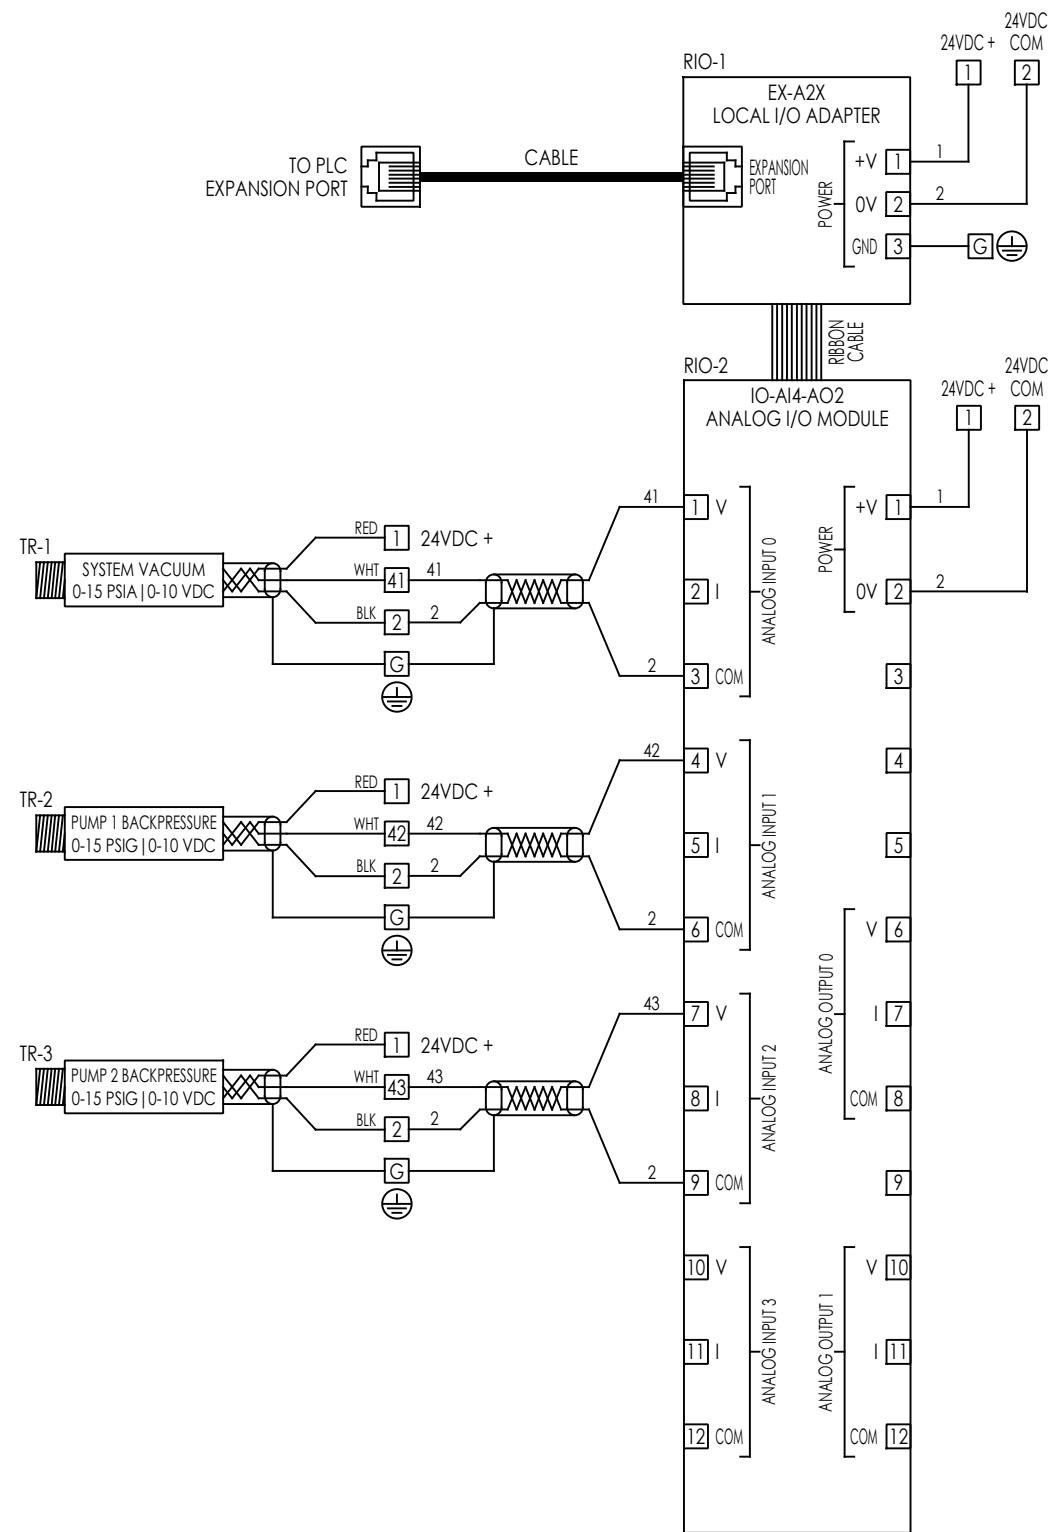 24VDC
24VDC + COM
1 2
RIO-1
EX-A2X
LOCAL I/O ADAPTER
TO PLC
EXPANSION PORT
CABLE
EXPANSION
PORT
POWER
+V 1 1
0V 2 2
GND 3 G
RIBBON
CABLE
RIO-2
24VDC
24VDC + COM
1 2
IO-AI4-AO2
ANALOG I/O MODULE
41 1 V
2 I
2 3 COM
ANALOG INPUT 0
POWER
+V 1 1
0V 2 2
3
TR-1
SYSTEM VACUUM
0-15 PSIA | 0-10 VDC
RED 1 24VDC +
WHT 41 41
BLK 2 2
G
42 4 V
5 I
2 6 COM
ANALOG INPUT 1
4
5
TR-2
PUMP 1 BACKPRESSURE
0-15 PSIG | 0-10 VDC
RED 1 24VDC +
WHT 42 42
BLK 2 2
G
ANALOG OUTPUT 0
V 6
I 7
COM 8
43 7 V
8 I
2 9 COM
ANALOG INPUT 2
9
TR-3
PUMP 2 BACKPRESSURE
0-15 PSIG | 0-10 VDC
RED 1 24VDC +
WHT 43 43
BLK 2 2
G
10 V
11 I
12 COM
ANALOG INPUT 3
ANALOG OUTPUT 1
V 10
I 11
COM 12